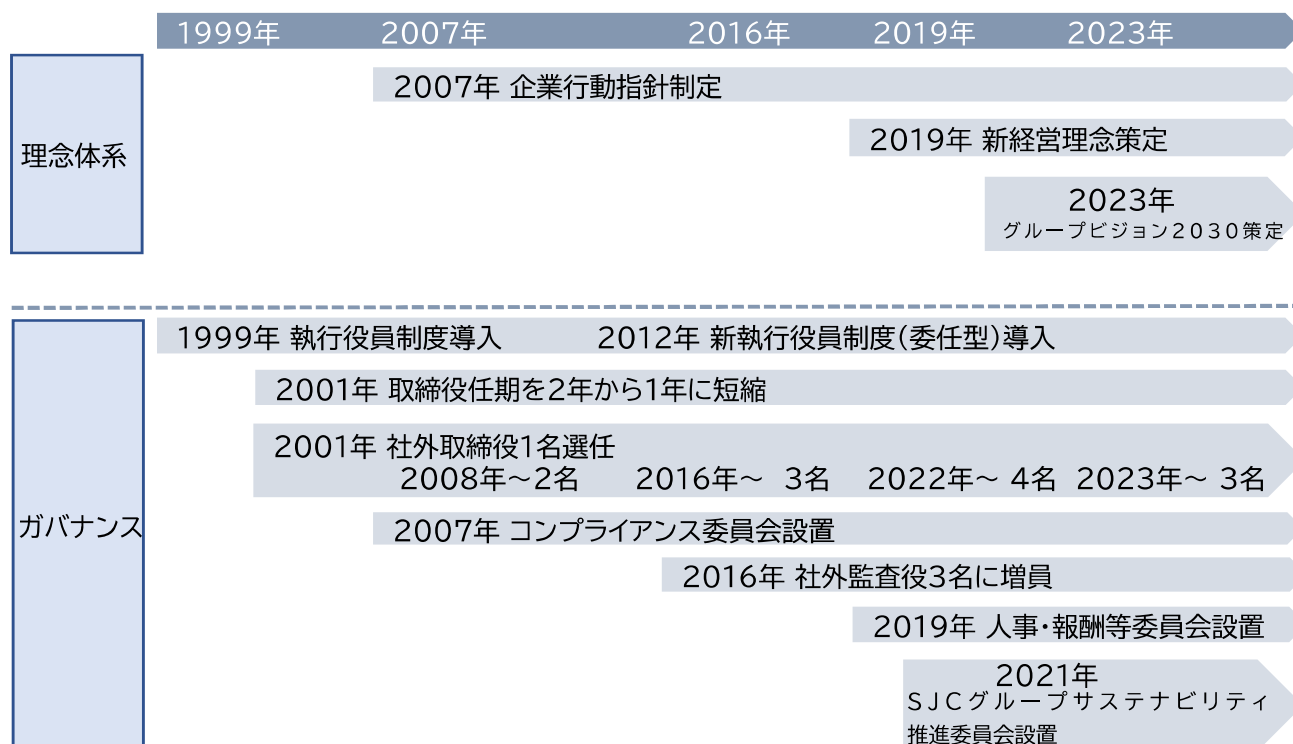 1999年 2007年 2016年 2019年 2023年
理念体系
2007年 企業行動指針制定
2019年 新経営理念策定
2023年
グループビジョン2030策定
ガバナンス
1999年 執行役員制度導入 2012年 新執行役員制度(委任型)導入
2001年 取締役任期を2年から1年に短縮
2001年 社外取締役1名選任
2008年～2名 2016年～ 3名 2022年～ 4名 2023年～ 3名
2007年 コンプライアンス委員会設置
2016年 社外監査役3名に増員
2019年 人事・報酬等委員会設置
2021年
SJCグループサステナビリティ
推進委員会設置